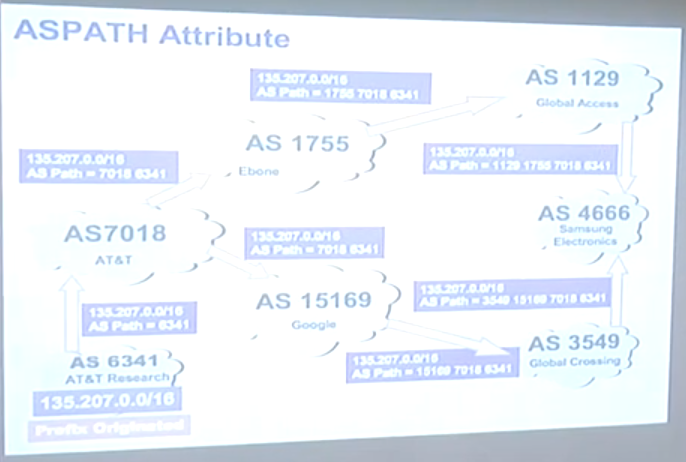 ASPATH Attribute
135.207.0.0/16
AS Path = 1755 7018 6341
AS 1129
Global Access
AS 1755
Ebone
135.207.0.0/16
AS Path = 7018 6341
135.207.0.0/16
AS Path = 1129 1755 7018 6341
AS7018
AT&T
AS 4666
Samsung
Electronics
135.207.0.0/16
AS Path = 7018 6341
AS 15169
Google
135.207.0.0/16
AS Path = 3549 15169 7018 6341
135.207.0.0/16
AS Path = 6341
AS 3549
Global Crossing
AS 6341
AT&T Research
135.207.0.0/16
AS Path = 15169 7018 6341
135.207.0.0/16
Prefix Originated